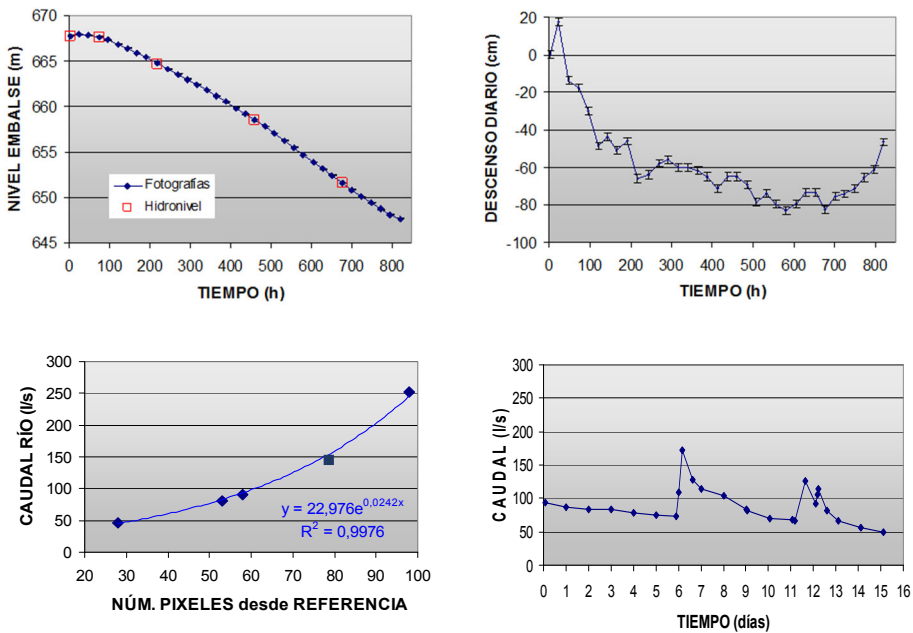 670
665
660
655
650
645
NIVEL EMBALSE (m)
Fotografías
Hidronivel
0 100 200 300 400 500 600 700 800
TIEMPO (h)
20
0
-20
-40
-60
-80
-100
DESCENSO DIARIO (cm)
0 100 200 300 400 500 600 700 800
TIEMPO (h)
300
250
200
150
100
50
0
CAUDAL RÍO (l/s)
y = 22,976e^0,0242x
R² = 0,9976
20 30 40 50 60 70 80 90 100
NÚM. PIXELES desde REFERENCIA
300
250
200
150
100
50
0
CAUDAL (l/s)
0 1 2 3 4 5 6 7 8 9 10 11 12 13 14 15 16
TIEMPO (días)